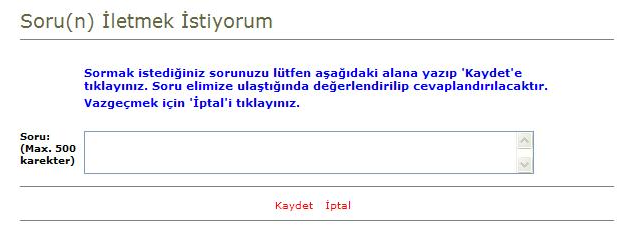 Soru(n) İletmek İstiyorum
Sormak istediğiniz sorunuzu lütfen aşağıdaki alana yazıp 'Kaydet'e
tıklayınız. Soru elimize ulaştığında değerlendirilip cevaplandırılacaktır.
Vazgeçmek için 'İptal'i tıklayınız.
Soru:
(Max. 500
karekter)
Kaydet İptal